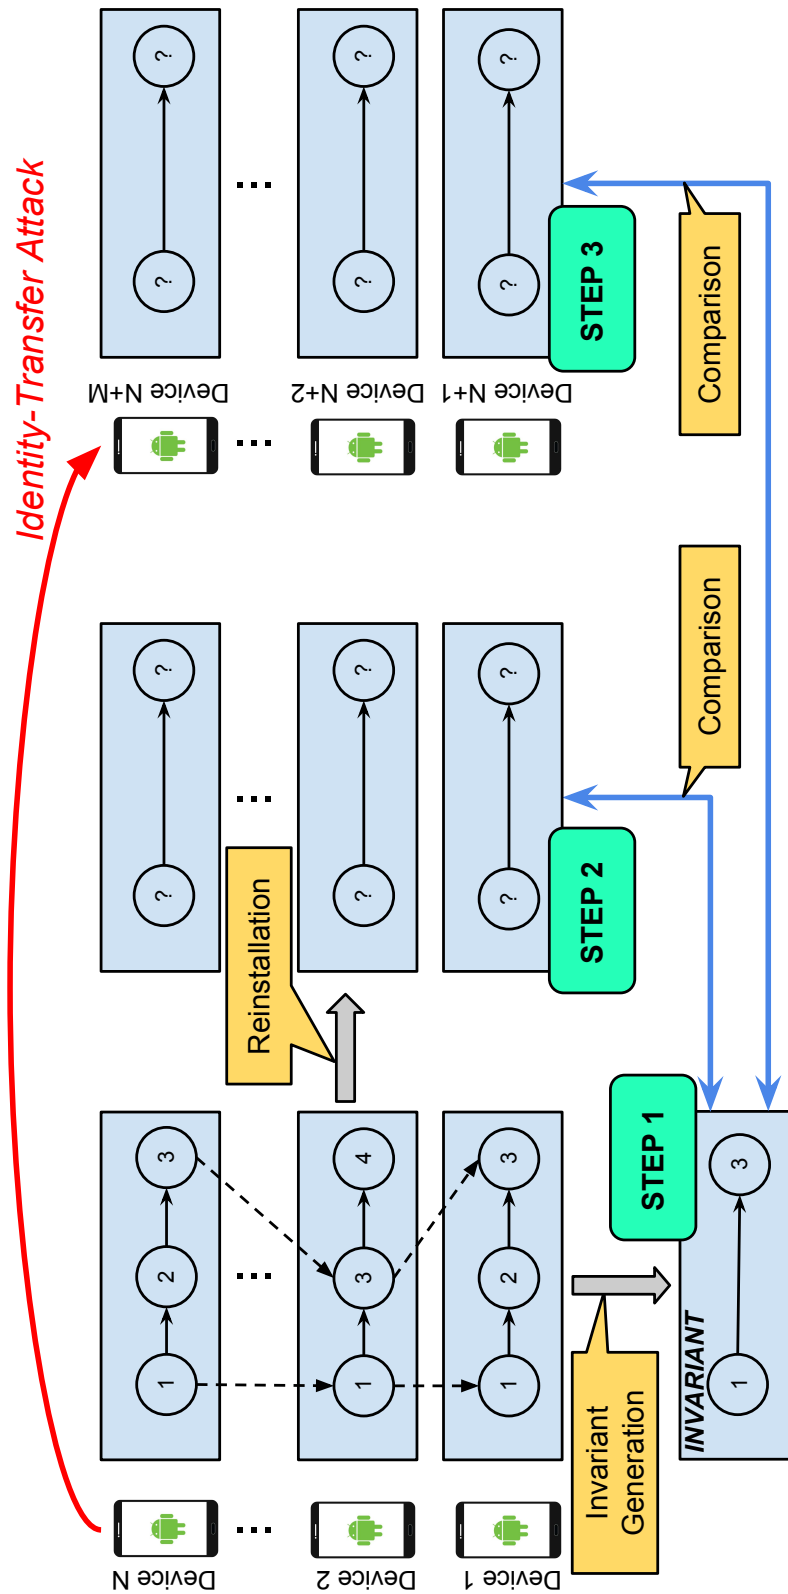 Identity-Transfer Attack
Device N
1
2
3
?
?
Device N+M
?
?
...
...
...
...
...
Reinstallation
Device 2
1
3
4
?
?
Device N+2
?
?
Device 1
1
2
3
?
?
Device N+1
?
?
STEP 2
STEP 3
Invariant
Generation
STEP 1
Comparison
Comparison
INVARIANT
1
3